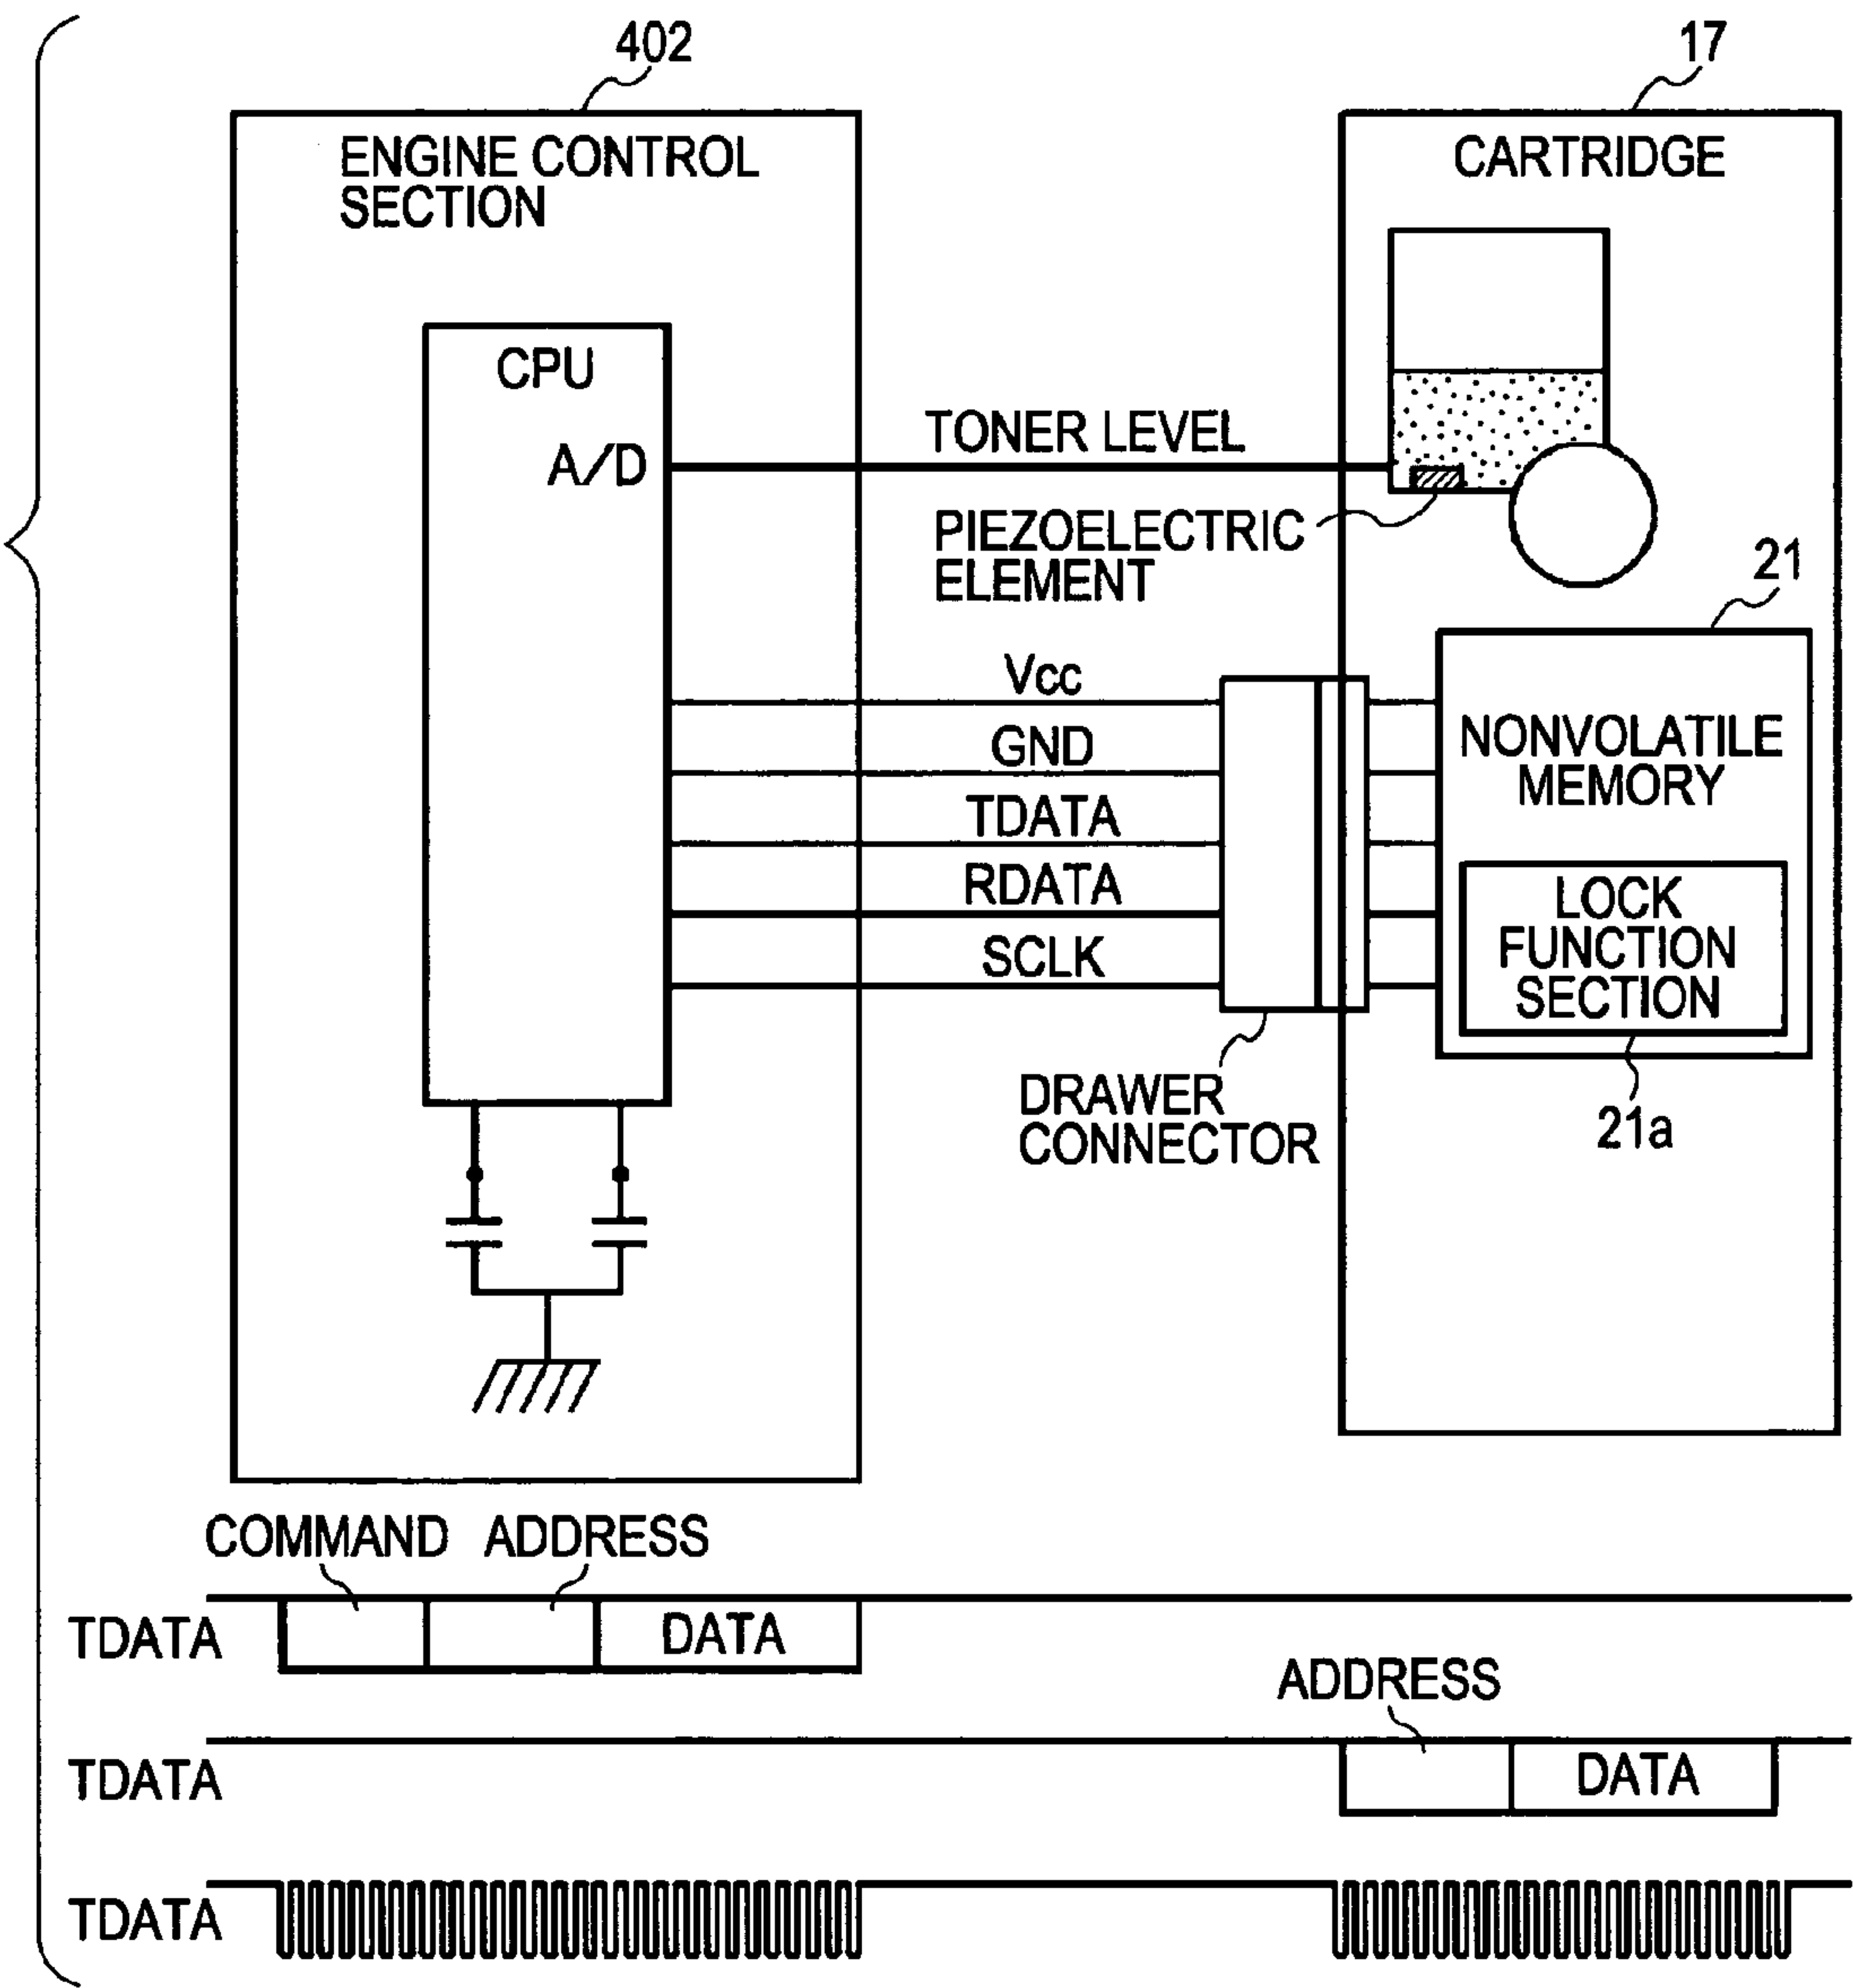 402
17
ENGINE CONTROL
SECTION
CARTRIDGE
CPU
A/D
TONER LEVEL
PIEZOELECTRIC
ELEMENT
21
Vcc
GND
TDATA
RDATA
SCLK
NONVOLATILE
MEMORY
LOCK
FUNCTION
SECTION
21a
DRAWER
CONNECTOR
COMMAND ADDRESS
TDATA DATA
ADDRESS
TDATA DATA
TDATA